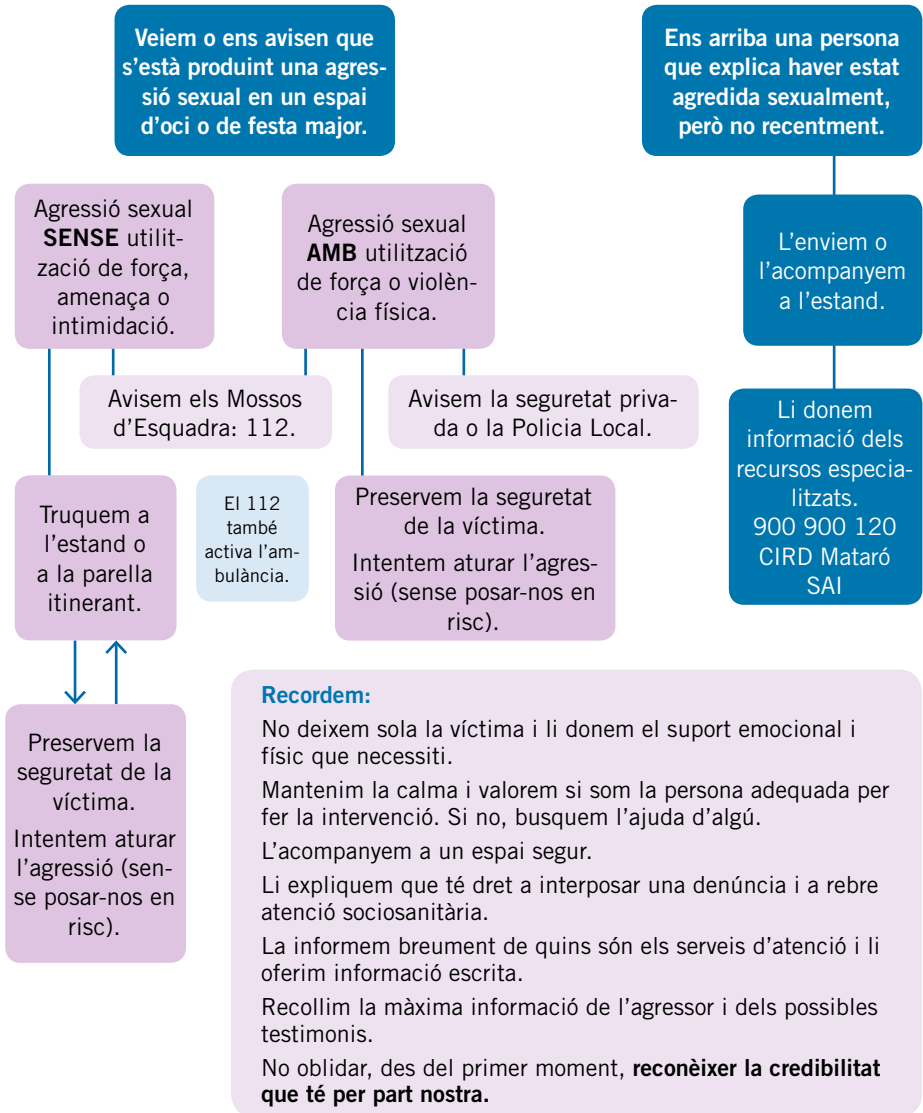 Veiem o ens avisen que
s'està produint una agres-
sió sexual en un espai
d'oci o de festa major.
Ens arriba una persona
que explica haver estat
agredida sexualment,
però no recentment.
Agressió sexual
SENSE utilit-
zació de força,
amenaça o
intimidació.
Agressió sexual
AMB utilització
de força o violèn-
cia física.
L'enviem o
l'acompanyem
a l'estand.
Avisem els Mossos
d'Esquadra: 112.
Avisem la seguretat priva-
da o la Policia Local.
Li donem
informació dels
recursos especia-
litzats.
900 900 120
CIRD Mataró
SAI
Truquem a
l'estand o
a la parella
itinerant.
El 112
també
activa l'am-
bulància.
Preservem la seguretat
de la víctima.
Intentem aturar l'agres-
sió (sense posar-nos en
risc).
Preservem la
seguretat de la
víctima.
Intentem aturar
l'agressió (sen-
se posar-nos en
risc).
Recordem:
No deixem sola la víctima i li donem el suport emocional i
físic que necessiti.
Mantenim la calma i valorem si som la persona adequada per
fer la intervenció. Si no, busquem l'ajuda d'algú.
L'acompanyem a un espai segur.
Li expliquem que té dret a interposar una denúncia i a rebre
atenció sociosanitària.
La informem breument de quins són els serveis d'atenció i li
oferim informació escrita.
Recollim la màxima informació de l'agressor i dels possibles
testimonis.
No oblidar, des del primer moment, reconèixer la credibilitat
que té per part nostra.